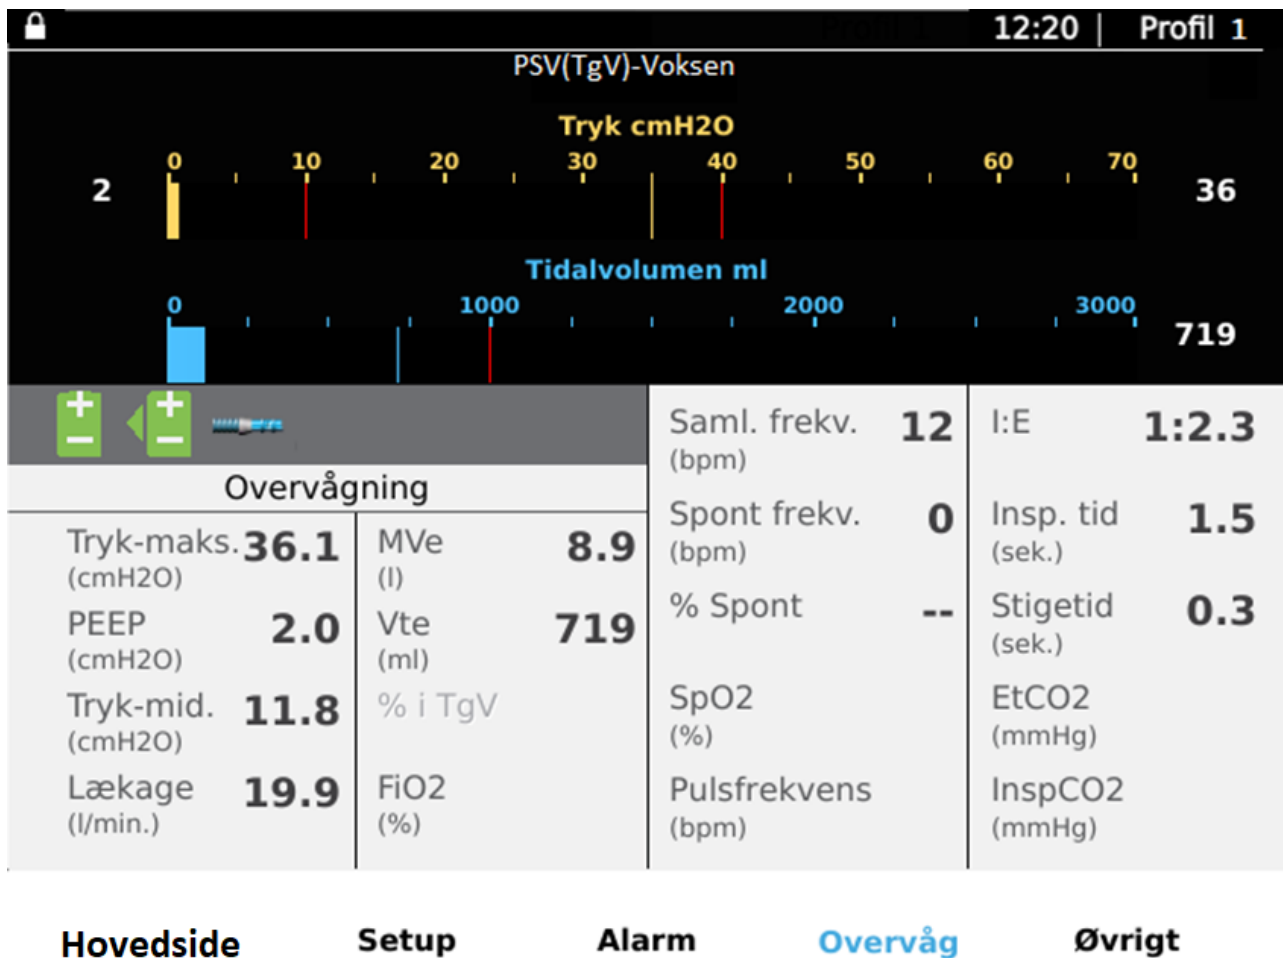 12:20 | Profil 1
PSV(TgV)-Voksen
Tryk cmH2O
0 10 20 30 40 50 60 70
2 36
Tidalvolumen ml
0 1000 2000 3000
719
Overvågning
Tryk-maks. 36.1
(cmH2O)
PEEP 2.0
(cmH2O)
Tryk-mid. 11.8
(cmH2O)
Lækage 19.9
(l/min.)
MVe 8.9
(l)
Vte 719
(ml)
% i TgV
FiO2
(%)
Saml. frekv. 12
(bpm)
Spont frekv. 0
(bpm)
% Spont --
SpO2
(%)
Pulsfrekvens
(bpm)
I:E 1:2.3
Insp. tid 1.5
(sek.)
Stigetid 0.3
(sek.)
EtCO2
(mmHg)
InspCO2
(mmHg)
Hovedside Setup Alarm Overvåg Øvrigt